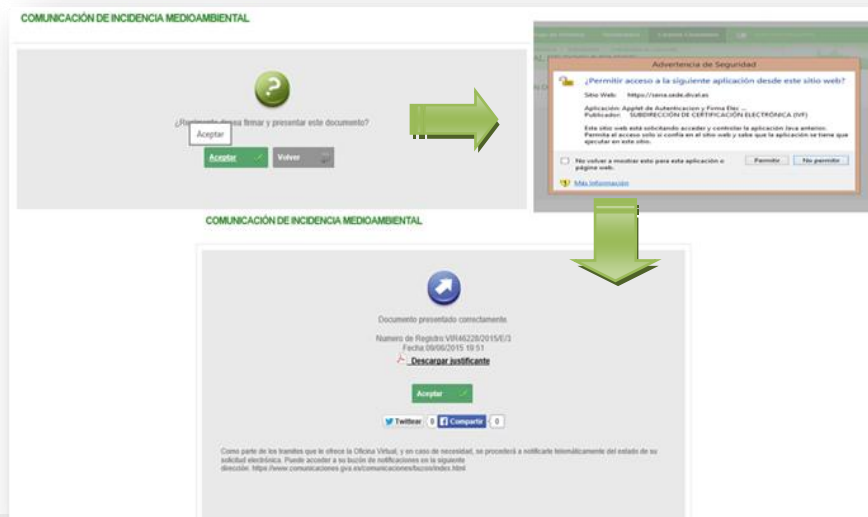 COMUNICACIÓN DE INCIDENCIA MEDIOAMBIENTAL
¿Realmente desea firmar y presentar este documento?
Aceptar
Aceptar
Volver
Advertencia de Seguridad
¿Permitir acceso a la siguiente aplicación desde este sitio web?
Sitio Web: https://serra.sede.dival.es
Aplicación: Applet de Autenticacion y Firma Elec ...
Publicador: SUBDIRECCIÓN DE CERTIFICACIÓN ELECTRÓNICA (IVF)
Este sitio web está solicitando acceder y controlar la aplicación Java anterior.
Permita el acceso solo si confía en el sitio web y sabe que la aplicación se tiene que
ejecutar en este sitio.
No volver a mostrar esto para esta aplicación o
página web.
Permitir
No permitir
Más Información
COMUNICACIÓN DE INCIDENCIA MEDIOAMBIENTAL
Documento presentado correctamente
Numero de Registro:VIR46228/2015/E/3
Fecha:09/06/2015 18:51
Descargar justificante
Aceptar
Twittear 0 Compartir 0
Como parte de los tramites que le ofrece la Oficina Virtual, y en caso de necesidad, se procederá a notificarle telemáticamente del estado de su
solicitud electrónica. Puede acceder a su buzón de notificaciones en la siguiente
dirección: https://www.comunicaciones.gva.es/comunicaciones/buzon/index.html